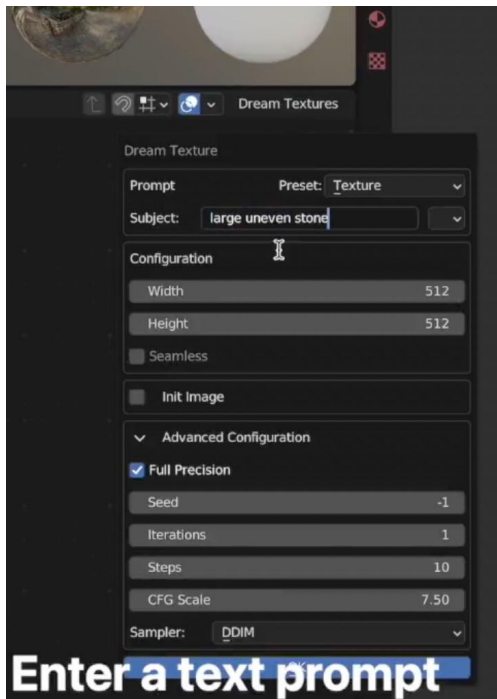 Dream Textures
Dream Texture
Prompt Preset: Texture
Subject: large uneven stone
Configuration
Width 512
Height 512
Seamless
Init Image
Advanced Configuration
Full Precision
Seed -1
Iterations 1
Steps 10
CFG Scale 7.50
Sampler: DDIM
Enter a text prompt